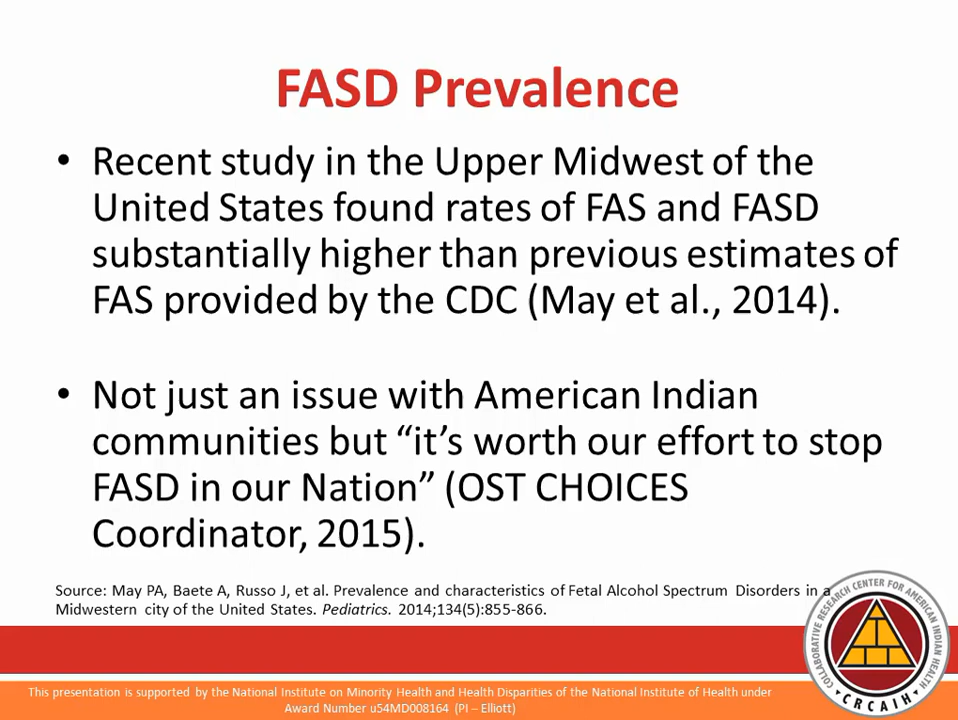 FASD Prevalence
• Recent study in the Upper Midwest of the
United States found rates of FAS and FASD
substantially higher than previous estimates of
FAS provided by the CDC (May et al., 2014).
• Not just an issue with American Indian
communities but “it’s worth our effort to stop
FASD in our Nation” (OST CHOICES
Coordinator, 2015).
Source: May PA, Baete A, Russo J, et al. Prevalence and characteristics of Fetal Alcohol Spectrum Disorders in a
Midwestern city of the United States. Pediatrics. 2014;134(5):855-866.
COLLABORATIVE RESEARCH CENTER FOR AMERICAN INDIAN HEALTH
CRCAIH
This presentation is supported by the National Institute on Minority Health and Health Disparities of the National Institute of Health under
Award Number u54MD008164 (PI – Elliott)